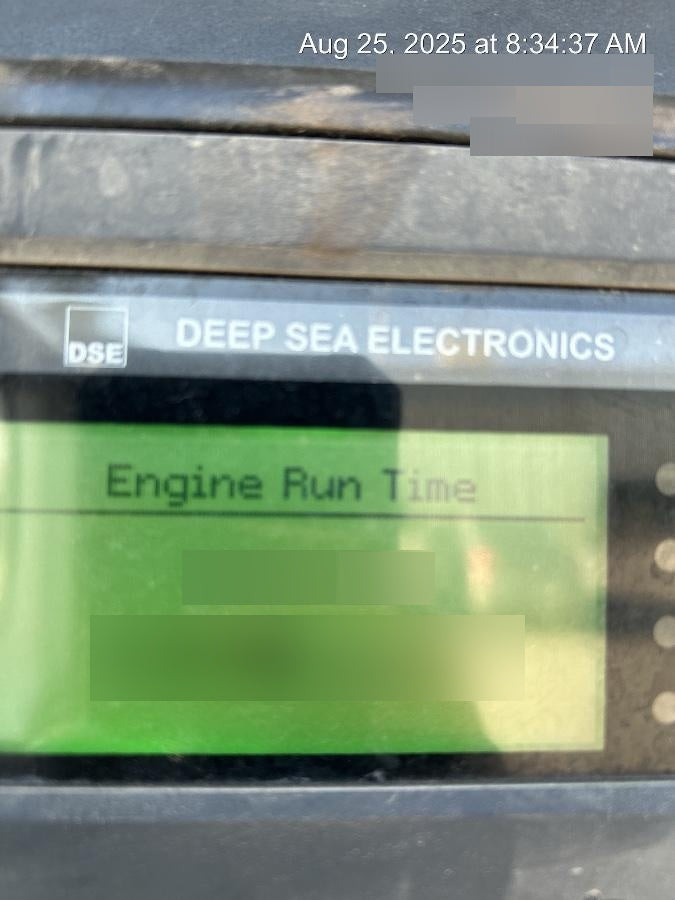 Aug 25, 2025 at 8:34:37 AM
DSE
DEEP SEA ELECTRONICS
Engine Run Time